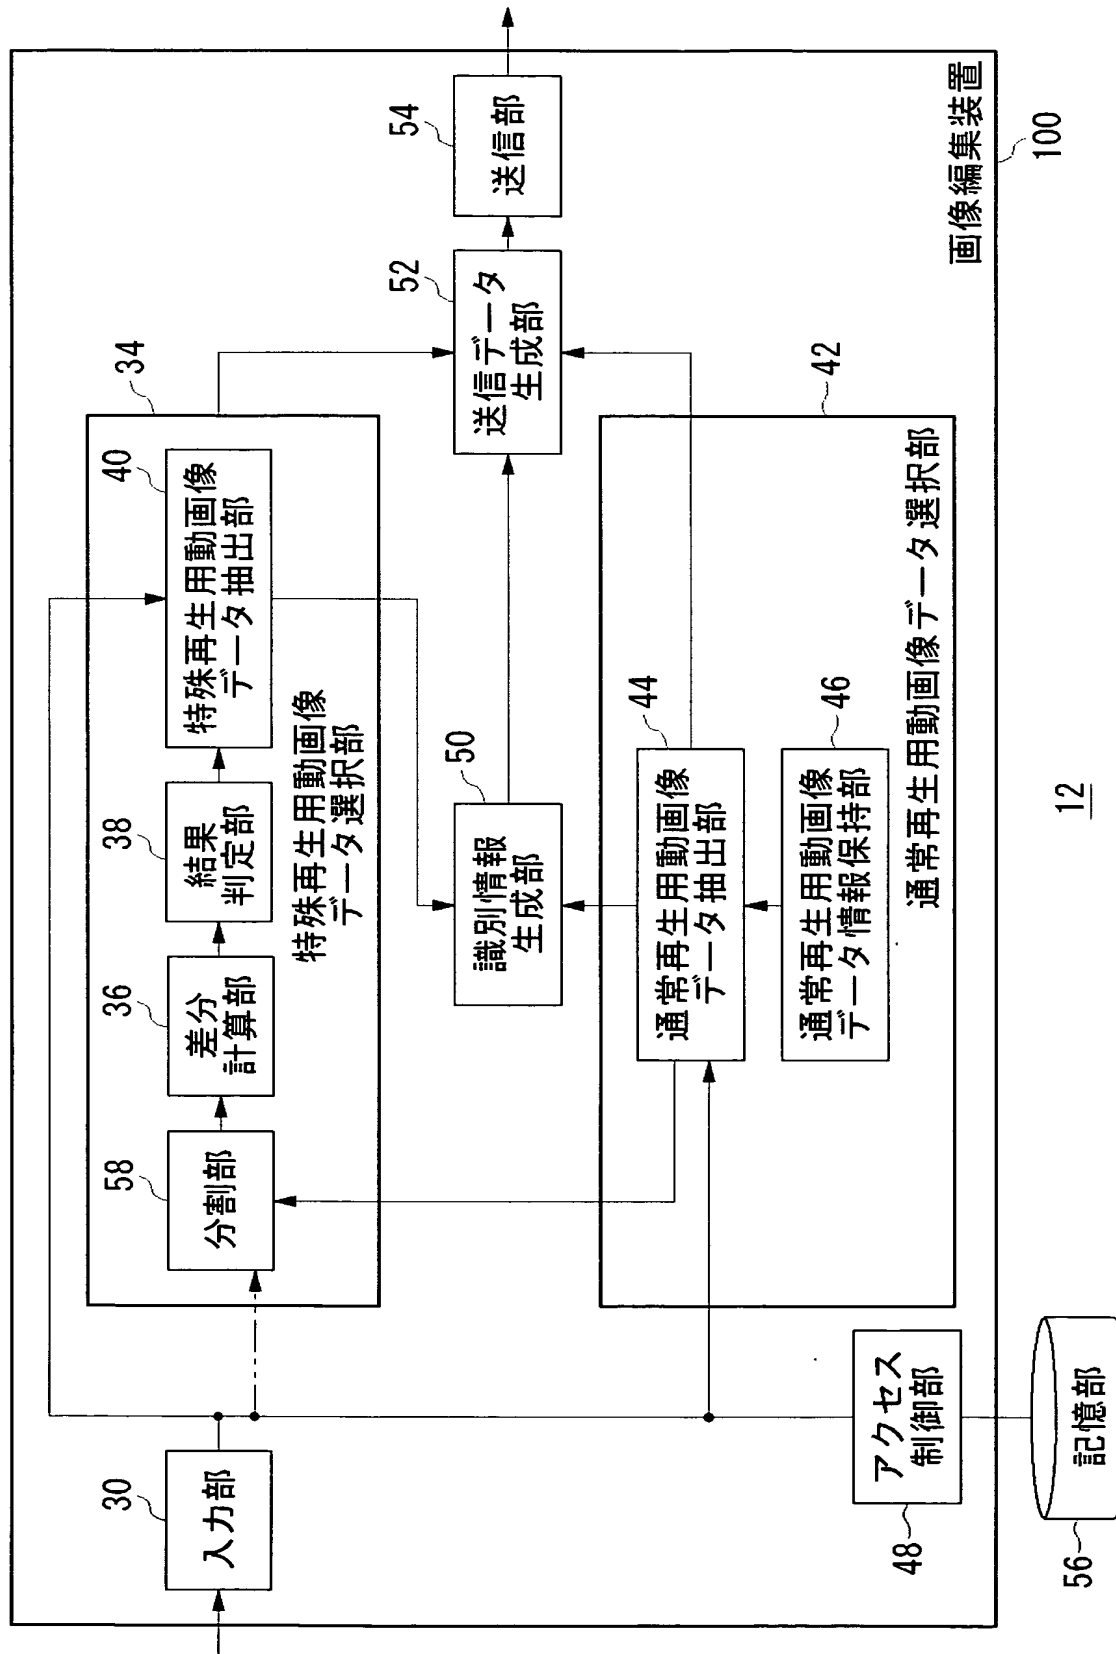 30
入力部
58
分割部
36
差分
計算部
38
結果
判定部
40
特殊再生用動画像
データ抽出部
34
特殊再生用動画像
データ選択部
50
識別情報
生成部
52
送信データ
生成部
54
送信部
44
通常再生用動画像
データ抽出部
46
通常再生用動画像
データ情報保持部
42
通常再生用動画像データ選択部
48
アクセス
制御部
56
記憶部
画像編集装置
100
12